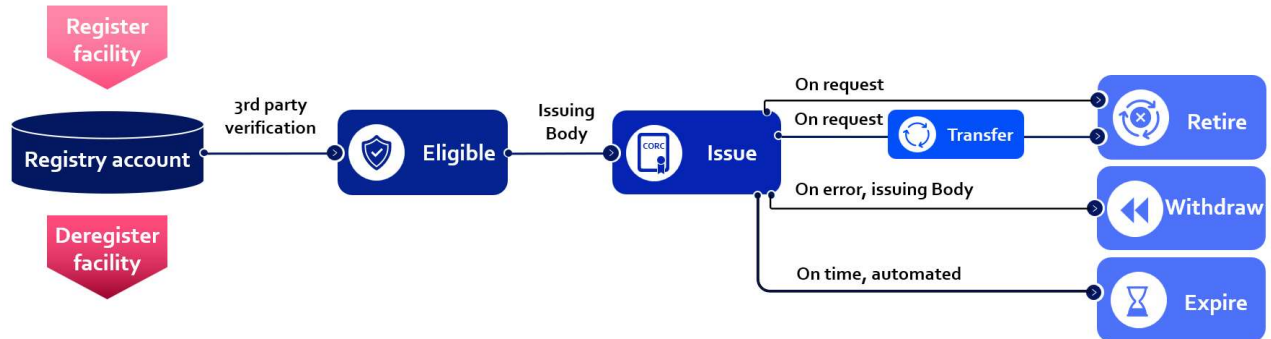 Register
facility
Registry account
Deregister
facility
3rd party
verification
Eligible
Issuing
Body
CORC
Issue
On request
On request
Transfer
Retire
On error, issuing Body
Withdraw
On time, automated
Expire